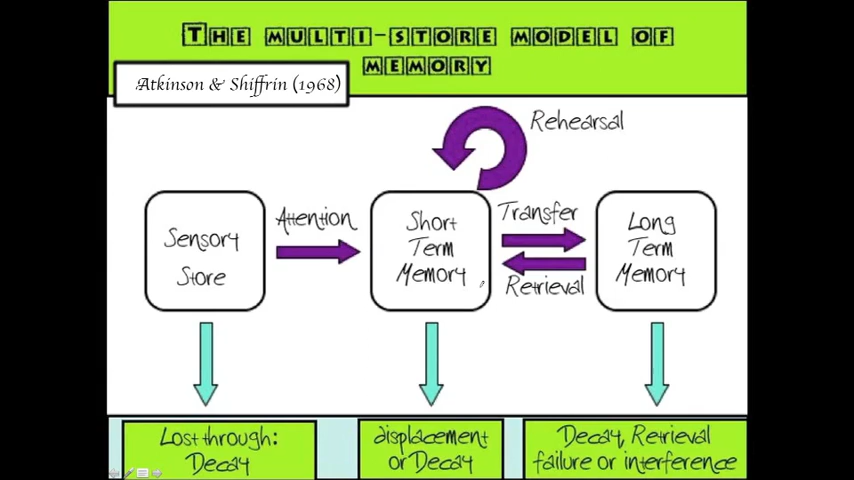 THE MULTI-STORE MODEL OF
MEMORY
Atkinson & Shiffrin (1968)
Rehearsal
Sensory
Store
Attention
Short
Term
Memory
Transfer
Retrieval
Long
Term
Memory
Lost through:
Decay
displacement
or Decay
Decay, Retrieval
failure or interference